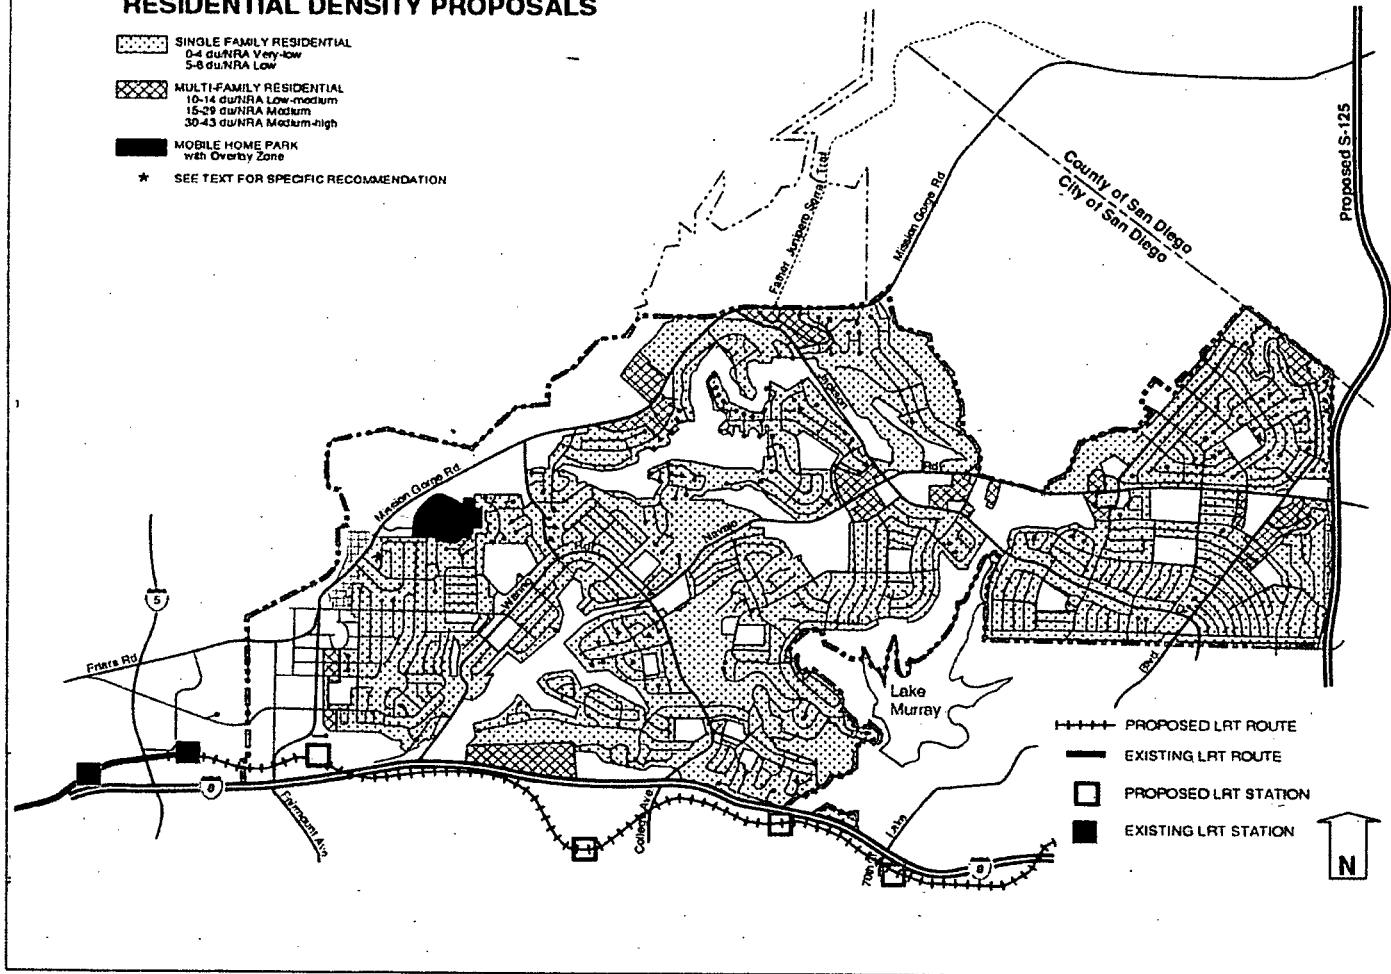 RESIDENTIAL DENSITY PROPOSALS
SINGLE FAMILY RESIDENTIAL
0-4 du/NRA Very-low
5-8 du/NRA Low
MULTI-FAMILY RESIDENTIAL
10-14 du/NRA Low-medium
15-29 du/NRA Medium
30-43 du/NRA Medium-high
MOBILE HOME PARK
with Overlay Zone
* SEE TEXT FOR SPECIFIC RECOMMENDATION
Proposed S-125
County of San Diego
City of San Diego
Father Junipero Serra Trail
Mission Gorge Rd
Jackson
Rd
Mission Gorge Rd
Navajo
Waring
5
Friars Rd
Blvd
Lake
Murray
8
Fairmount Ave
College Ave
Lake
70th
8
PROPOSED LRT ROUTE
EXISTING LRT ROUTE
PROPOSED LRT STATION
EXISTING LRT STATION
N